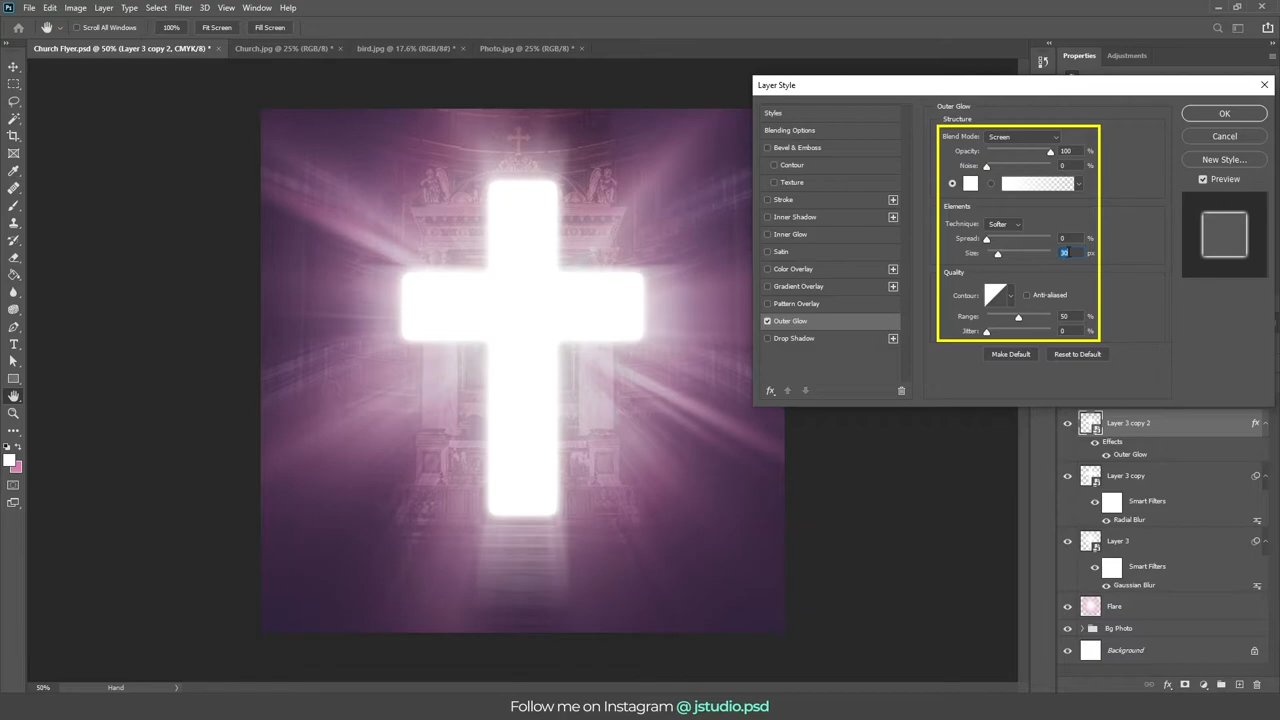 Ps File Edit Image Layer Type Select Filter 3D View Window Help
Scroll All Windows 100% Fit Screen Fill Screen
Church Flyer.psd @ 50% (Layer 3 copy 2, CMYK/8) * × Church.jpg @ 25% (RGB/8) * × bird.jpg @ 17.6% (RGB/8#) * × Photo.jpg @ 25% (RGB/8) * ×
Properties Adjustments
Layer Style
Styles
Blending Options
Bevel & Emboss
Contour
Texture
Stroke
Inner Shadow
Inner Glow
Satin
Color Overlay
Gradient Overlay
Pattern Overlay
Outer Glow
Drop Shadow
fx
Outer Glow
Structure
Blend Mode: Screen
Opacity: 100 %
Noise: 0 %
Elements
Technique: Softer
Spread: 0 %
Size: 30 px
Quality
Contour: Anti-aliased
Range: 50 %
Jitter: 0 %
Make Default Reset to Default
OK
Cancel
New Style...
Preview
Layer 3 copy 2 fx
Effects
Outer Glow
Layer 3 copy
Smart Filters
Radial Blur
Layer 3
Smart Filters
Gaussian Blur
Flare
Bg Photo
Background
fx
50% Hand
Follow me on Instagram @ jstudio.psd